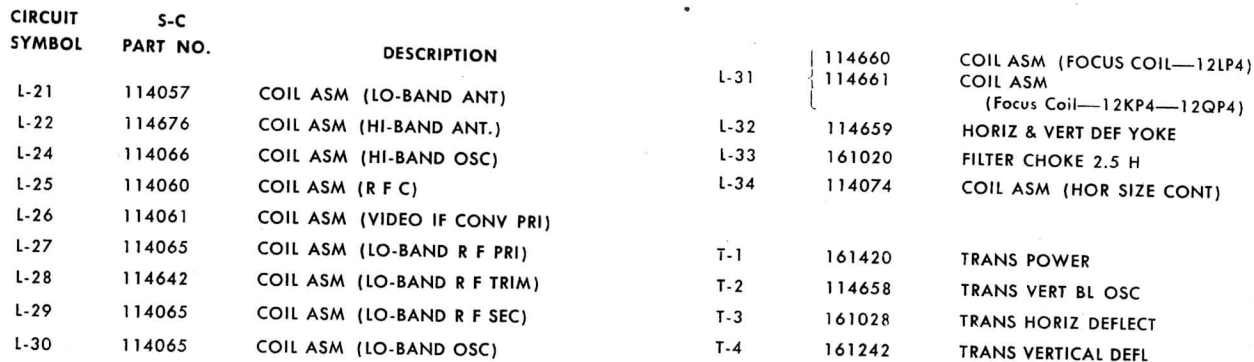 CIRCUIT SYMBOL S-C PART NO. DESCRIPTION
L-21 114057 COIL ASM (LO-BAND ANT)
L-22 114676 COIL ASM (HI-BAND ANT.)
L-24 114066 COIL ASM (HI-BAND OSC)
L-25 114060 COIL ASM (R F C)
L-26 114061 COIL ASM (VIDEO IF CONV PRI)
L-27 114065 COIL ASM (LO-BAND R F PRI)
L-28 114642 COIL ASM (LO-BAND R F TRIM)
L-29 114065 COIL ASM (LO-BAND R F SEC)
L-30 114065 COIL ASM (LO-BAND OSC)
L-31 114660 COIL ASM (FOCUS COIL—12LP4)
114661 COIL ASM
(Focus Coil—12KP4—12QP4)
L-32 114659 HORIZ & VERT DEF YOKE
L-33 161020 FILTER CHOKE 2.5 H
L-34 114074 COIL ASM (HOR SIZE CONT)
T-1 161420 TRANS POWER
T-2 114658 TRANS VERT BL OSC
T-3 161028 TRANS HORIZ DEFLECT
T-4 161242 TRANS VERTICAL DEFL